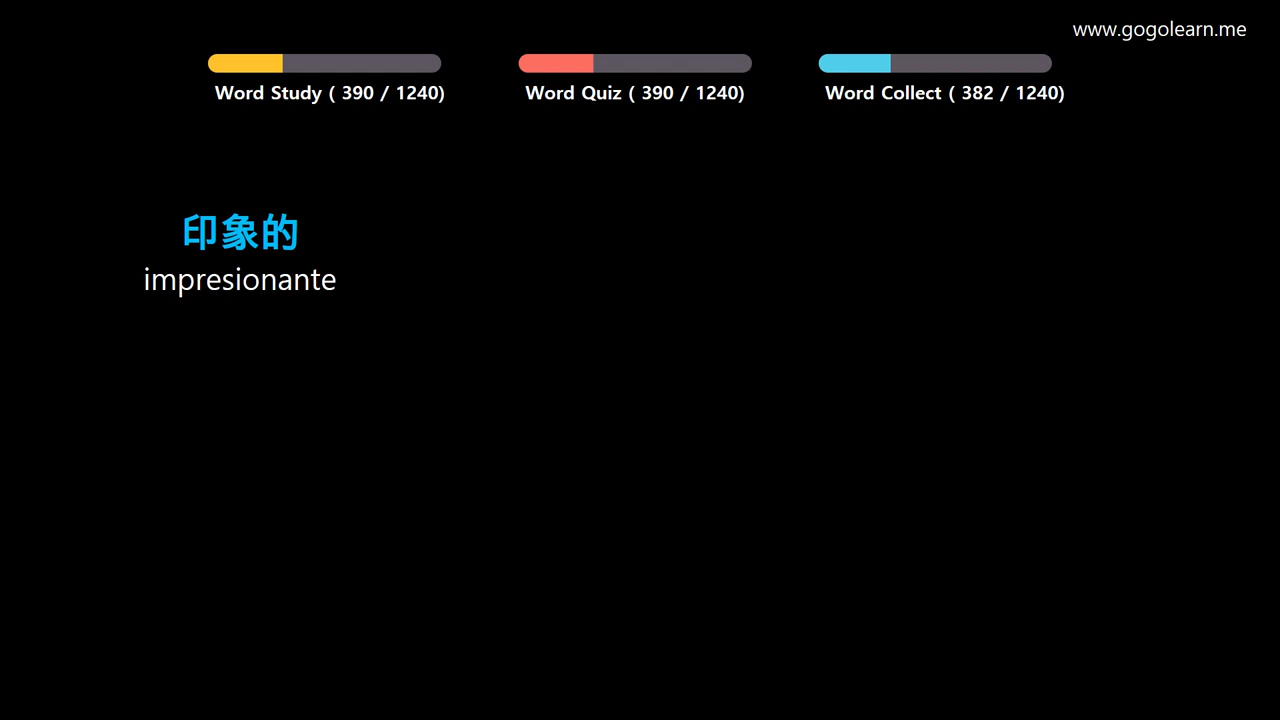 www.gogolearn.me
Word Study ( 390 / 1240)
Word Quiz ( 390 / 1240)
Word Collect ( 382 / 1240)
印象的
impresionante